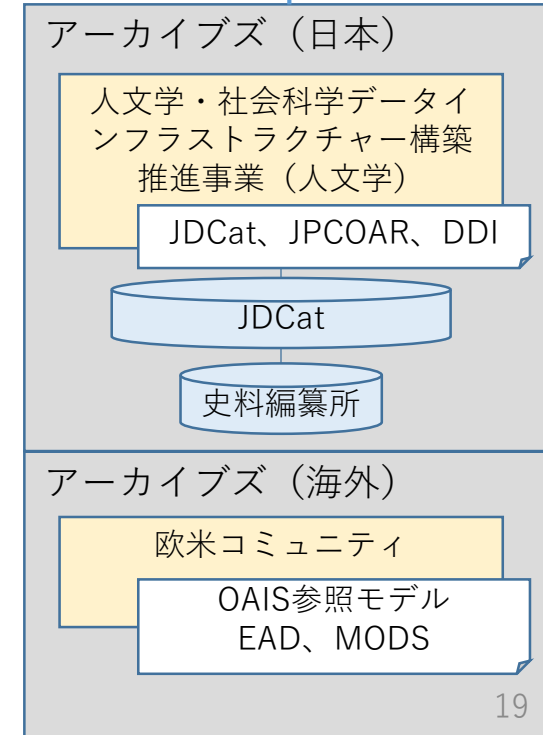 アーカイブズ（日本）
人文学・社会科学データイ
ンフラストラクチャー構築
推進事業（人文学）
JDCat、JPCOAR、DDI
JDCat
史料編纂所
アーカイブズ（海外）
欧米コミュニティ
OAIS参照モデル
EAD、MODS
19